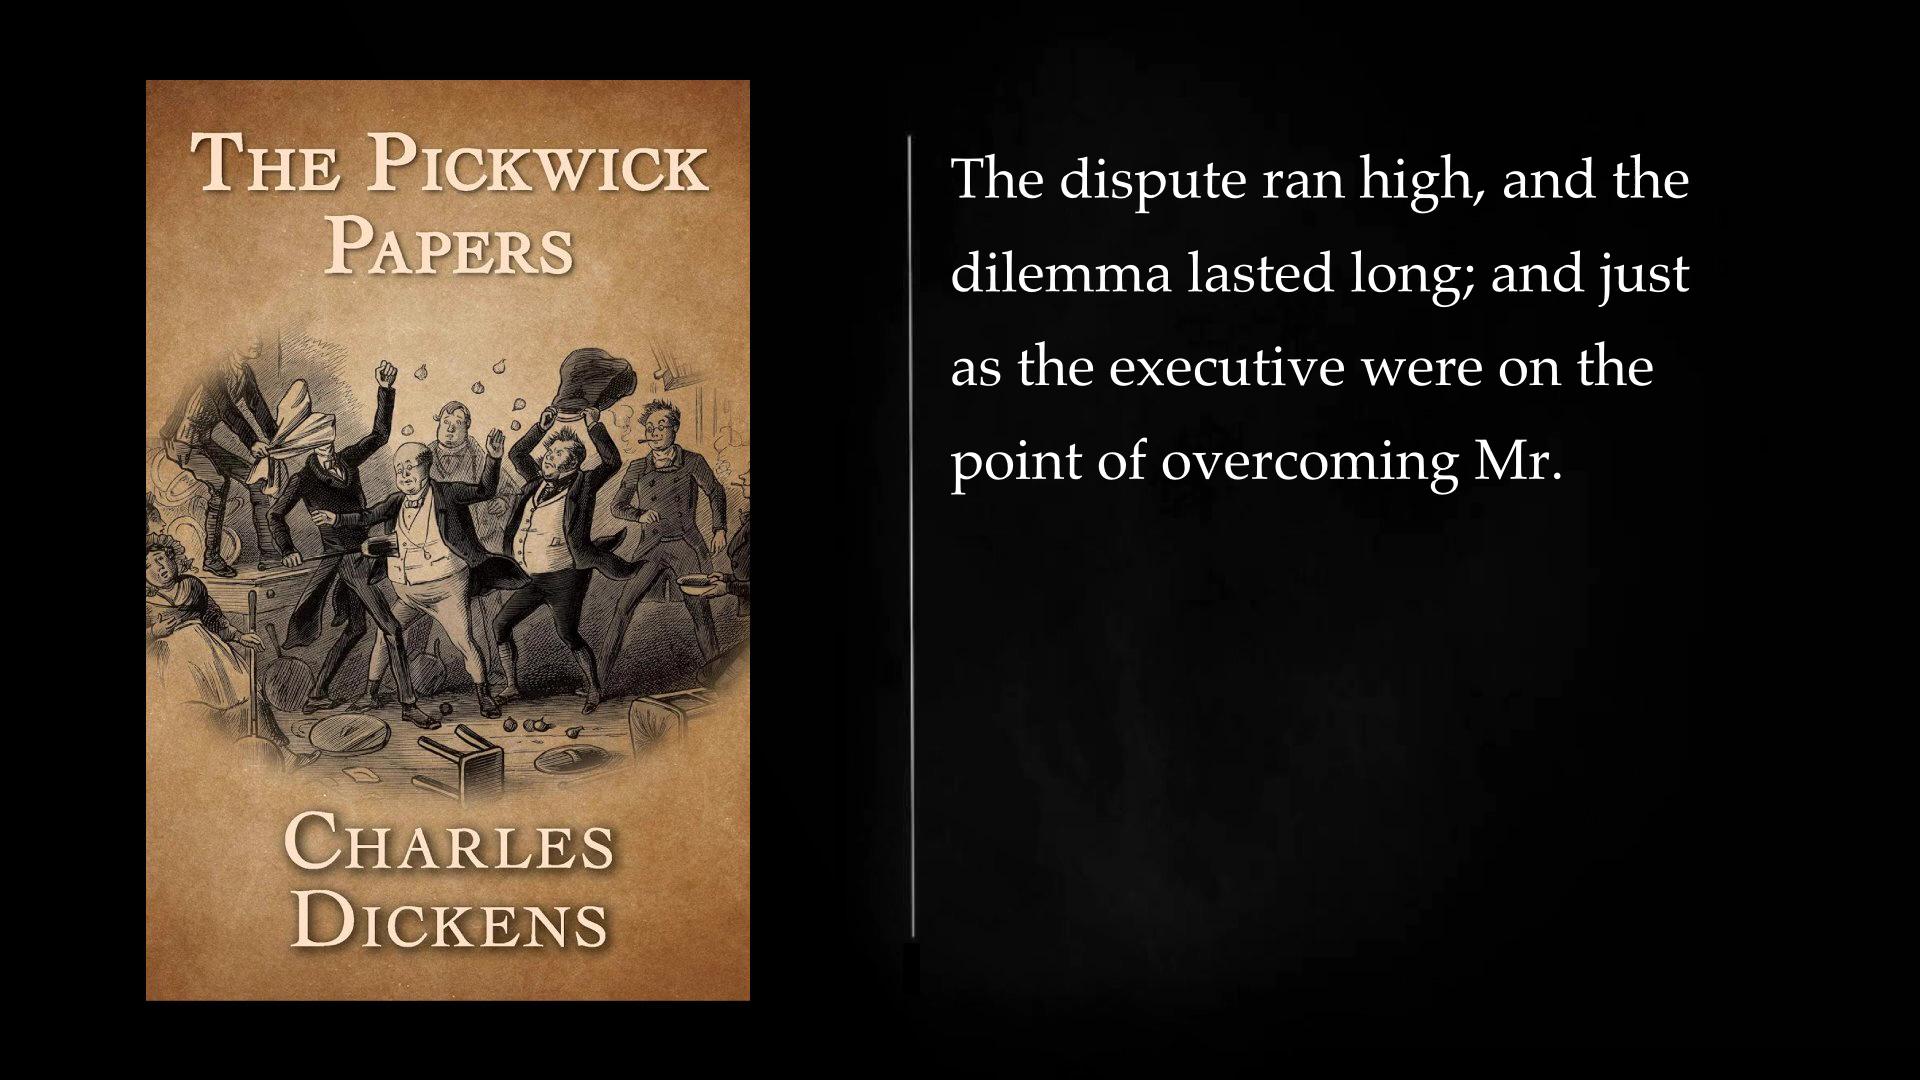 THE PICKWICK
PAPERS
CHARLES
DICKENS
The dispute ran high, and the
dilemma lasted long; and just
as the executive were on the
point of overcoming Mr.